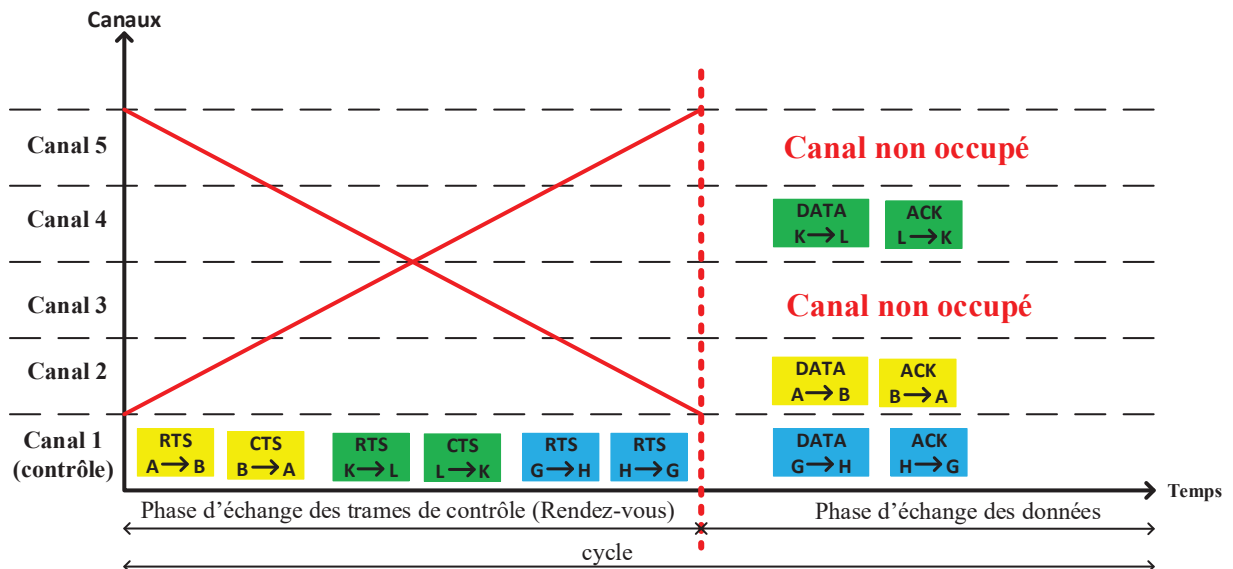 Canaux
Canal 5
Canal non occupé
Canal 4
DATA
K→L
ACK
L→K
Canal 3
Canal non occupé
Canal 2
DATA
A→B
ACK
B→A
Canal 1
(contrôle)
RTS
A→B
CTS
B→A
RTS
K→L
CTS
L→K
RTS
G→H
RTS
H→G
DATA
G→H
ACK
H→G
Temps
Phase d'échange des trames de contrôle (Rendez-vous)
Phase d'échange des données
cycle